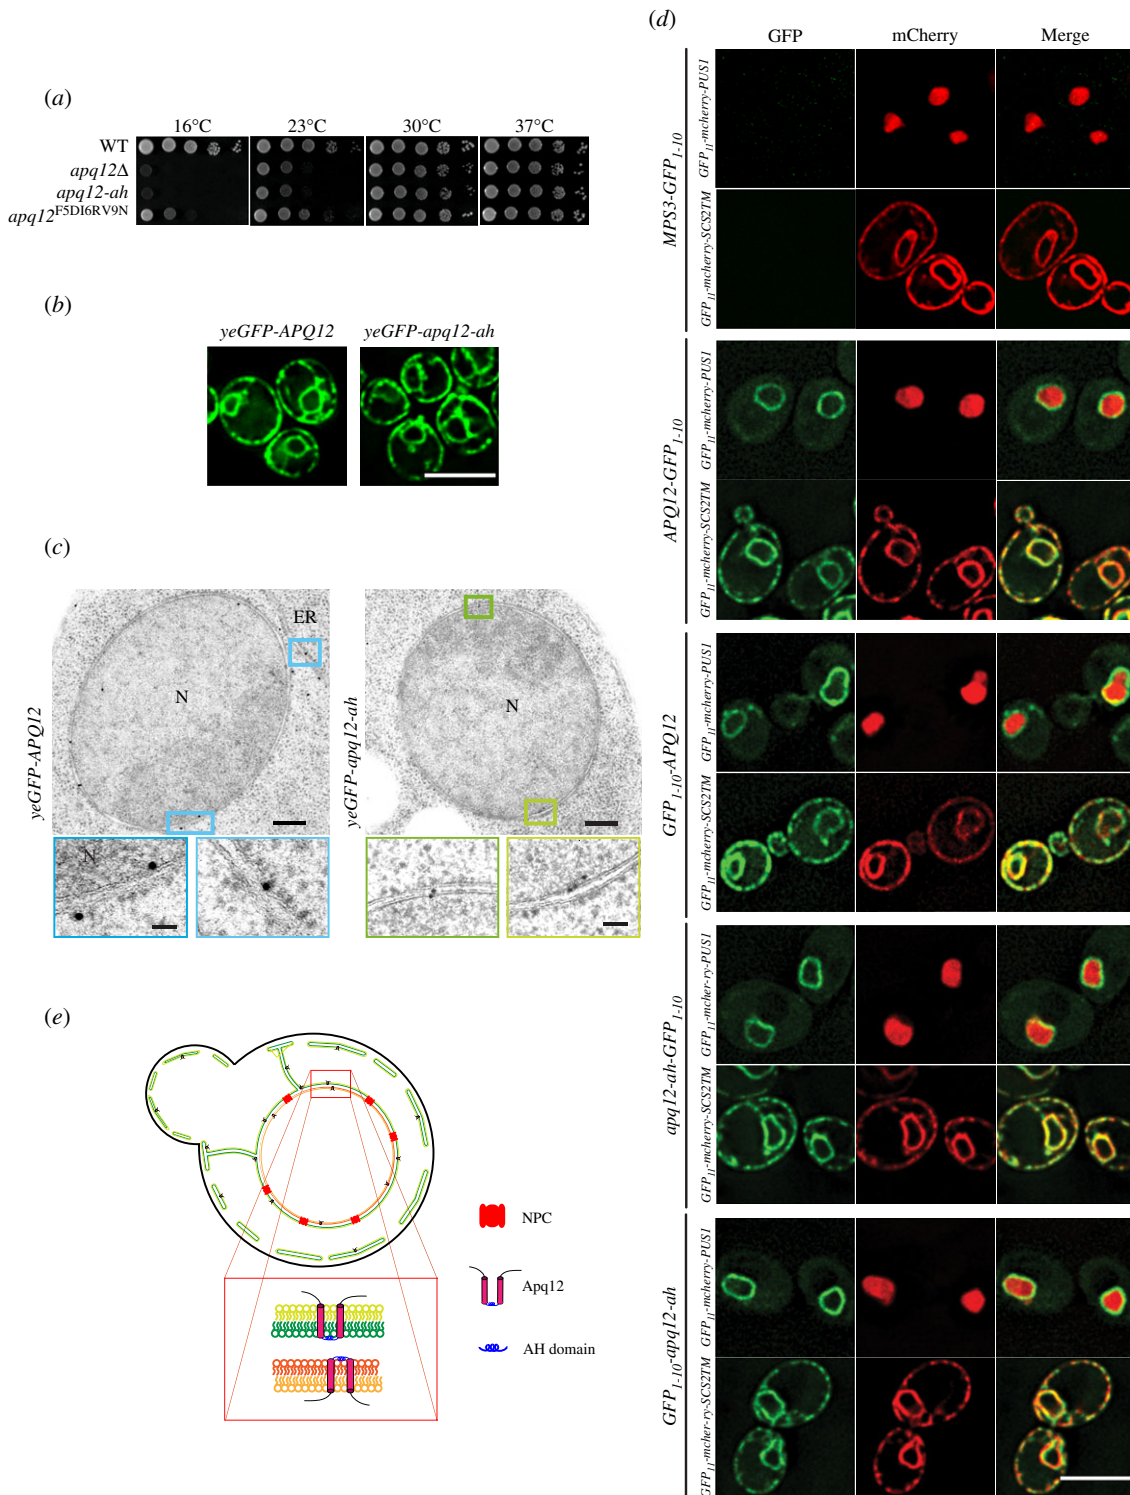 (a)
16°C 23°C 30°C 37°C
WT
apq12Δ
apq12-ah
apq12F5DI6RV9N
(b)
yeGFP-APQ12 yeGFP-apq12-ah
(c)
yeGFP-APQ12
ER
N
N
yeGFP-apq12-ah
N
(e)
NPC
Apq12
AH domain
(d)
GFP mCherry Merge
MPS3-GFP1-10
GFP11-mcherry-PUS1
GFP11-mcherry-SCS2TM
APQ12-GFP1-10
GFP11-mcherry-PUS1
GFP11-mcherry-SCS2TM
GFP1-10-APQ12
GFP11-mcherry-PUS1
GFP11-mcherry-SCS2TM
apq12-ah-GFP1-10
GFP11-mcher-ry-PUS1
GFP11-mcherry-SCS2TM
GFP1-10-apq12-ah
GFP11-mcherry-PUS1
GFP11-mcher-ry-SCS2TM